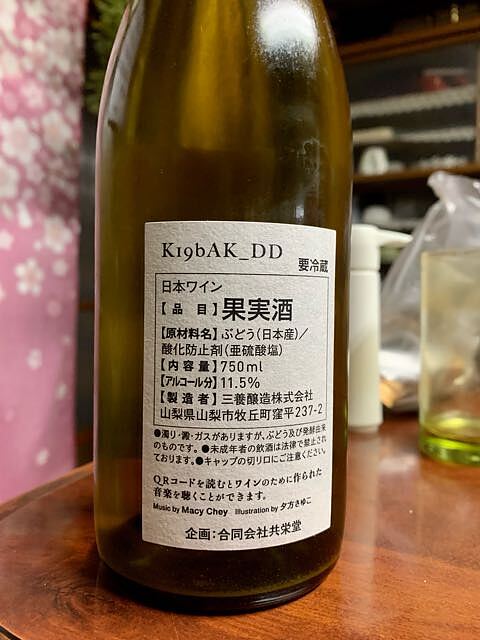 K19bAK_DD
要冷蔵
日本ワイン
【品 目】果実酒
【原材料名】ぶどう(日本産)／
酸化防止剤(亜硫酸塩)
【内 容 量】750ml
【アルコール分】11.5%
【製 造 者】三養醸造株式会社
山梨県山梨市牧丘町窪平237-2
●濁り・澱・ガスがありますが、ぶどう及び発酵由来
のものです。●未成年者の飲酒は法律で禁止され
ております。●キャップの切り口にご注意ください。
QRコードを読むとワインのために作られた
音楽を聴くことができます。
Music by Macy Chey Illustration by 夕方さゆこ
企画：合同会社共栄堂